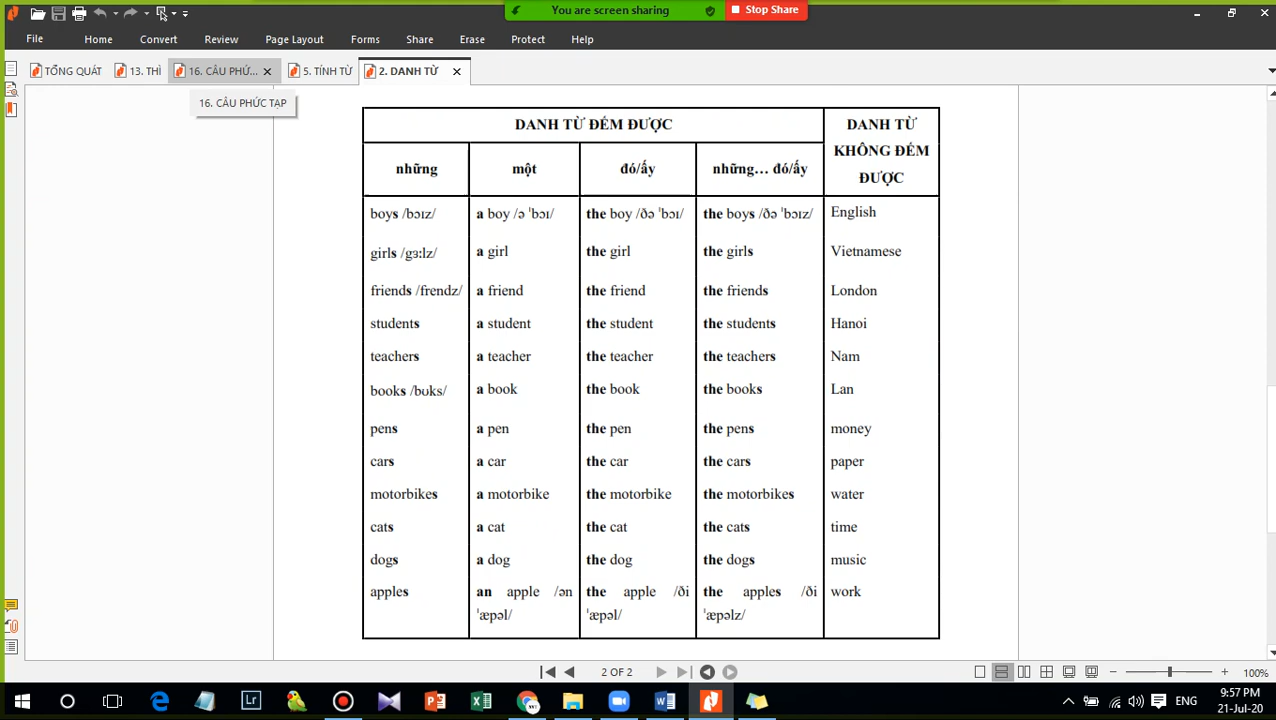 You are screen sharing
Stop Share
File Home Convert Review Page Layout Forms Share Erase Protect Help
TỔNG QUÁT 13. THÌ 16. CÂU PHỨ... 5. TÍNH TỪ 2. DANH TỪ
16. CÂU PHỨC TẠP
DANH TỪ ĐẾM ĐƯỢC
DANH TỪ
KHÔNG ĐẾM
ĐƯỢC
những một đó/ấy những… đó/ấy
boys /bɔɪz/ a boy /ə ˈbɔɪ/ the boy /ðə ˈbɔɪ/ the boys /ðə ˈbɔɪz/ English
girls /gɜːlz/ a girl the girl the girls Vietnamese
friends /frendz/ a friend the friend the friends London
students a student the student the students Hanoi
teachers a teacher the teacher the teachers Nam
books /bʊks/ a book the book the books Lan
pens a pen the pen the pens money
cars a car the car the cars paper
motorbikes a motorbike the motorbike the motorbikes water
cats a cat the cat the cats time
dogs a dog the dog the dogs music
apples an apple /ən the apple /ði the apples /ði work
ˈæpəl/ ˈæpəl/ ˈæpəlz/
2 OF 2
100%
ENG
9:57 PM
21-Jul-20